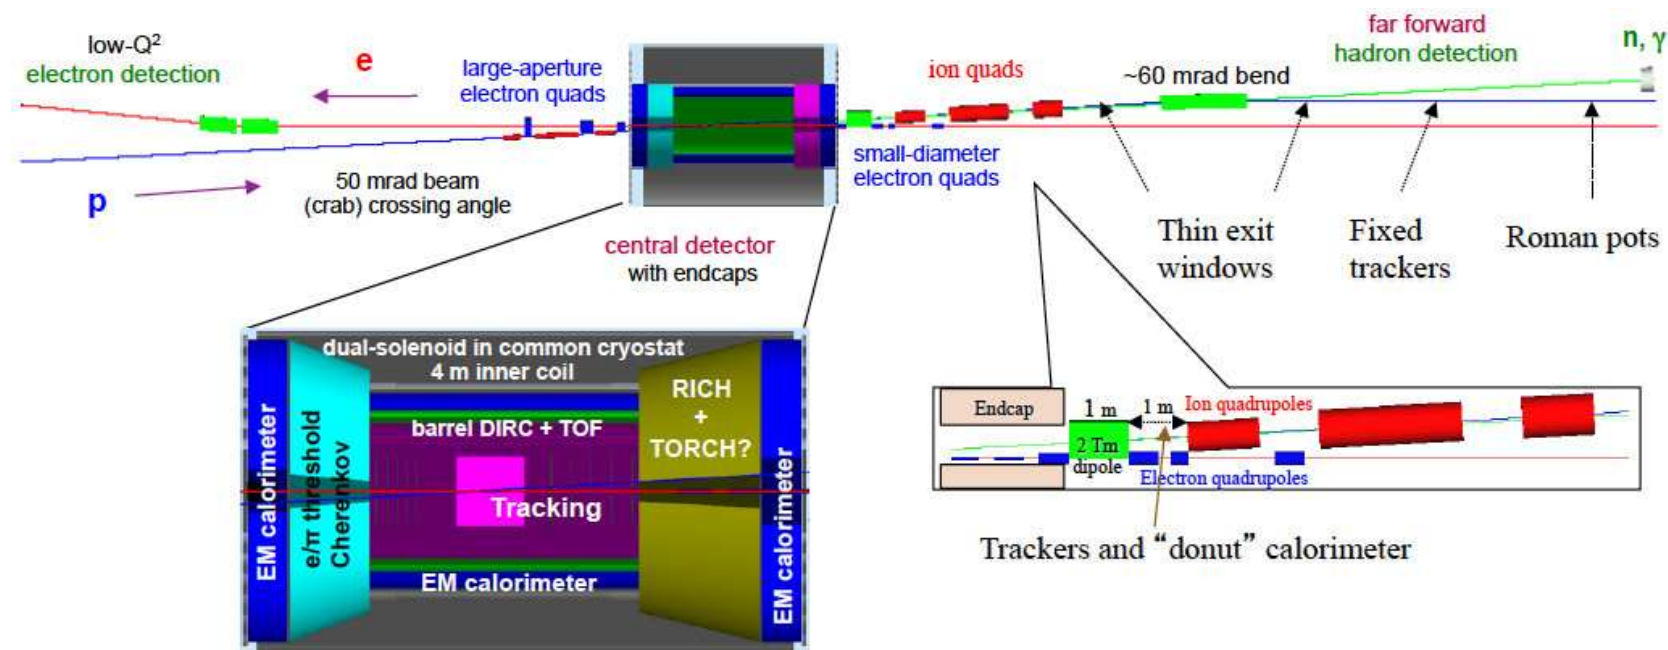 low-Q²
electron detection
e
large-aperture
electron quads
p
50 mrad beam
(crab) crossing angle
ion quads
~60 mrad bend
far forward
hadron detection
n, γ
small-diameter
electron quads
Thin exit
windows
Fixed
trackers
Roman pots
central detector
with endcaps
dual-solenoid in common cryostat
4 m inner coil
EM calorimeter
e/π threshold
Cherenkov
barrel DIRC + TOF
Tracking
EM calorimeter
RICH
+
TORCH?
EM calorimeter
Endcap
1 m
1 m
Ion quadrupoles
2 Tm
dipole
Electron quadrupoles
Trackers and “donut” calorimeter